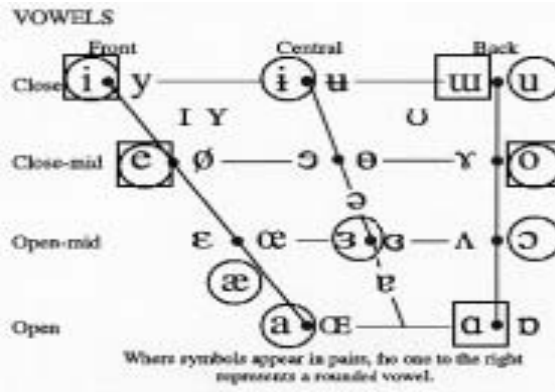 VOWELS
Front Central Back
Close i y ɨ ʉ ɯ u
ɪ ʏ ʊ
Close-mid e ø ɘ ɵ ɤ o
ə
Open-mid ɛ œ ɜ ɞ ʌ ɔ
æ ɐ
Open a ɶ ɑ ɒ
Where symbols appear in pairs, the one to the right
represents a rounded vowel.